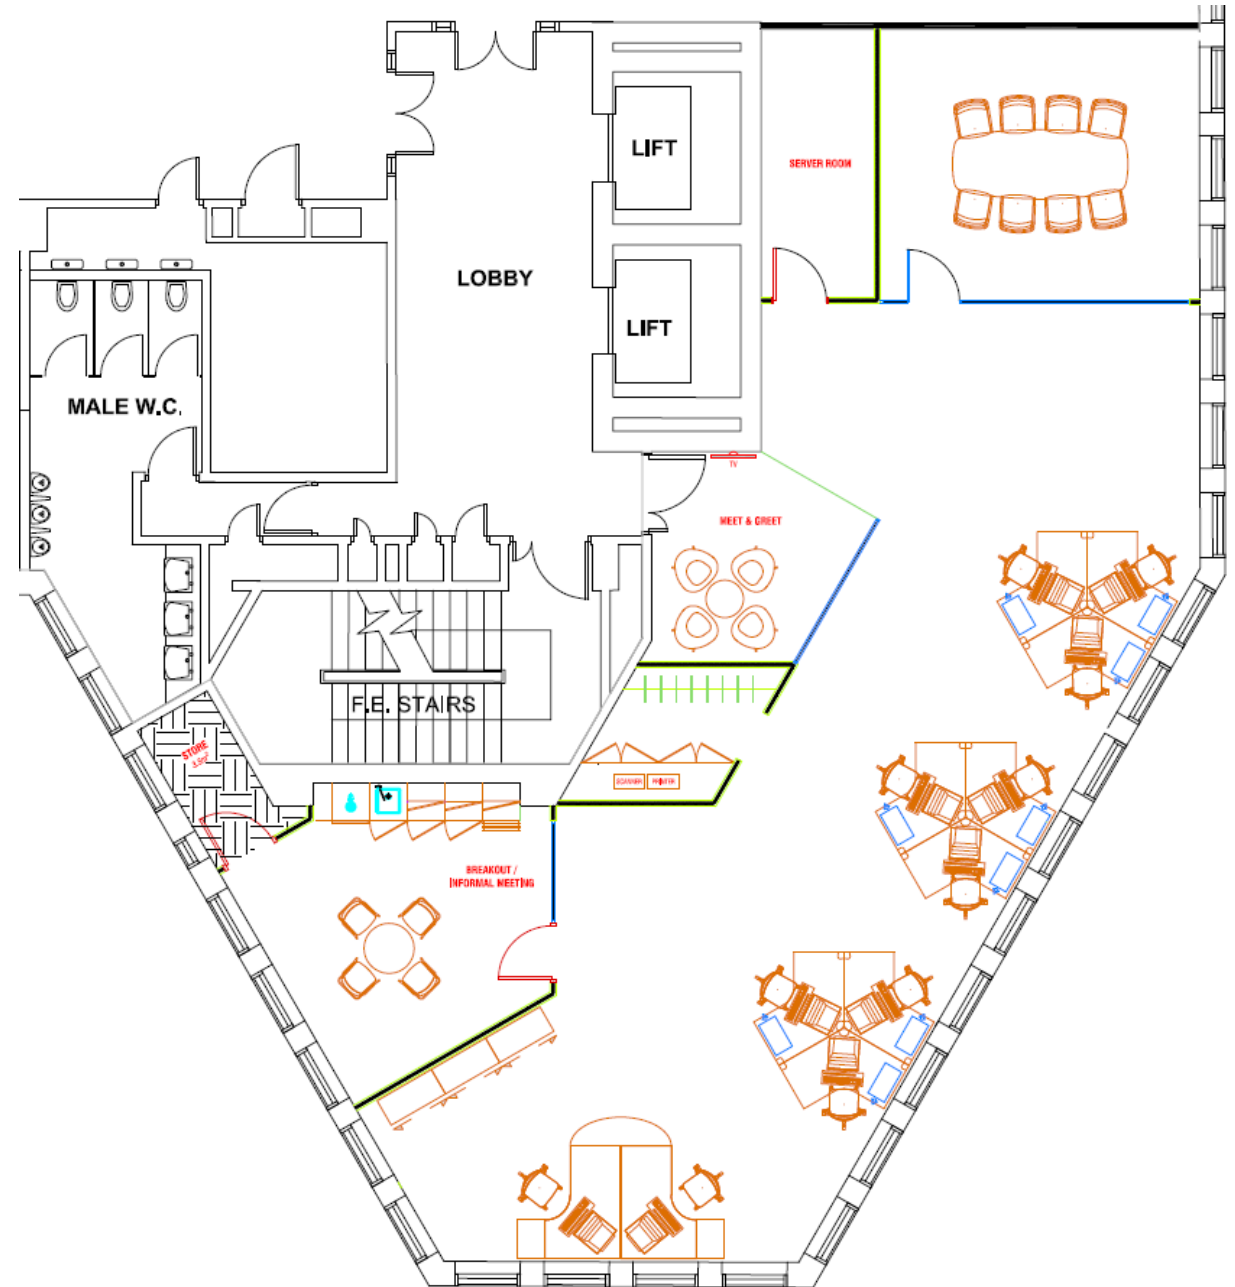 LIFT
SERVER ROOM
LOBBY
LIFT
MALE W.C.
TV
MEET & GREET
F.E. STAIRS
STORE
SCANNER
PRINTER
BREAKOUT /
INFORMAL MEETING